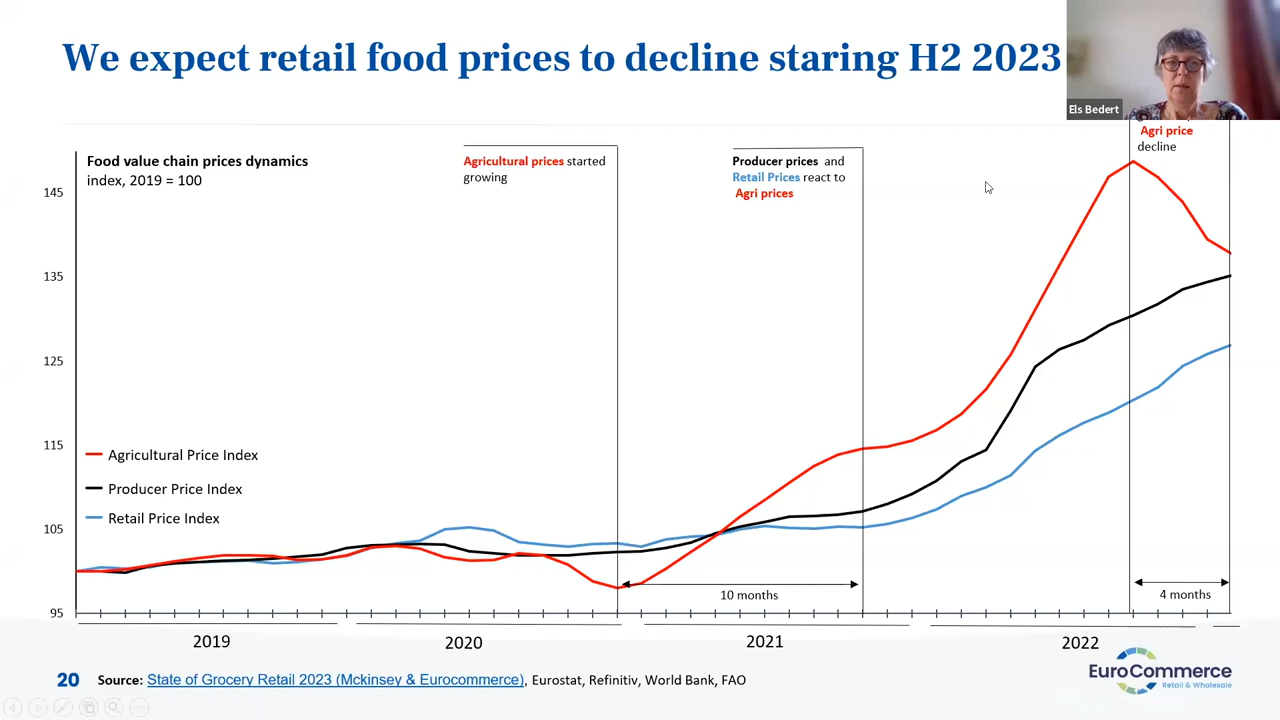 We expect retail food prices to decline staring H2 2023
Els Bedert
Food value chain prices dynamics
index, 2019 = 100
Agricultural prices started
growing
Producer prices and
Retail Prices react to
Agri prices
Agri price
decline
145
135
125
115
105
95
Agricultural Price Index
Producer Price Index
Retail Price Index
10 months
4 months
2019
2020
2021
2022
20
Source: State of Grocery Retail 2023 (Mckinsey & Eurocommerce), Eurostat, Refinitiv, World Bank, FAO
EuroCommerce
Retail & Wholesale